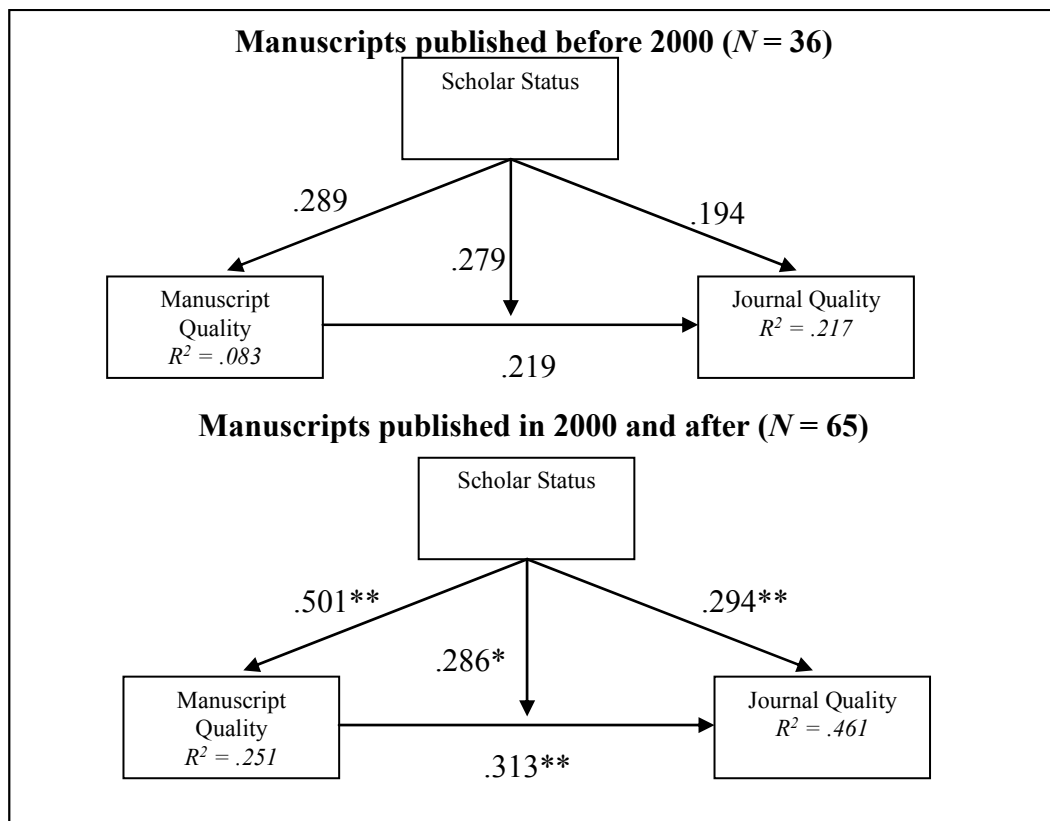 Manuscripts published before 2000 (N = 36)
Scholar Status
.289
.194
.279
Manuscript
Quality
R² = .083
Journal Quality
R² = .217
.219
Manuscripts published in 2000 and after (N = 65)
Scholar Status
.501**
.294**
.286*
Manuscript
Quality
R² = .251
Journal Quality
R² = .461
.313**